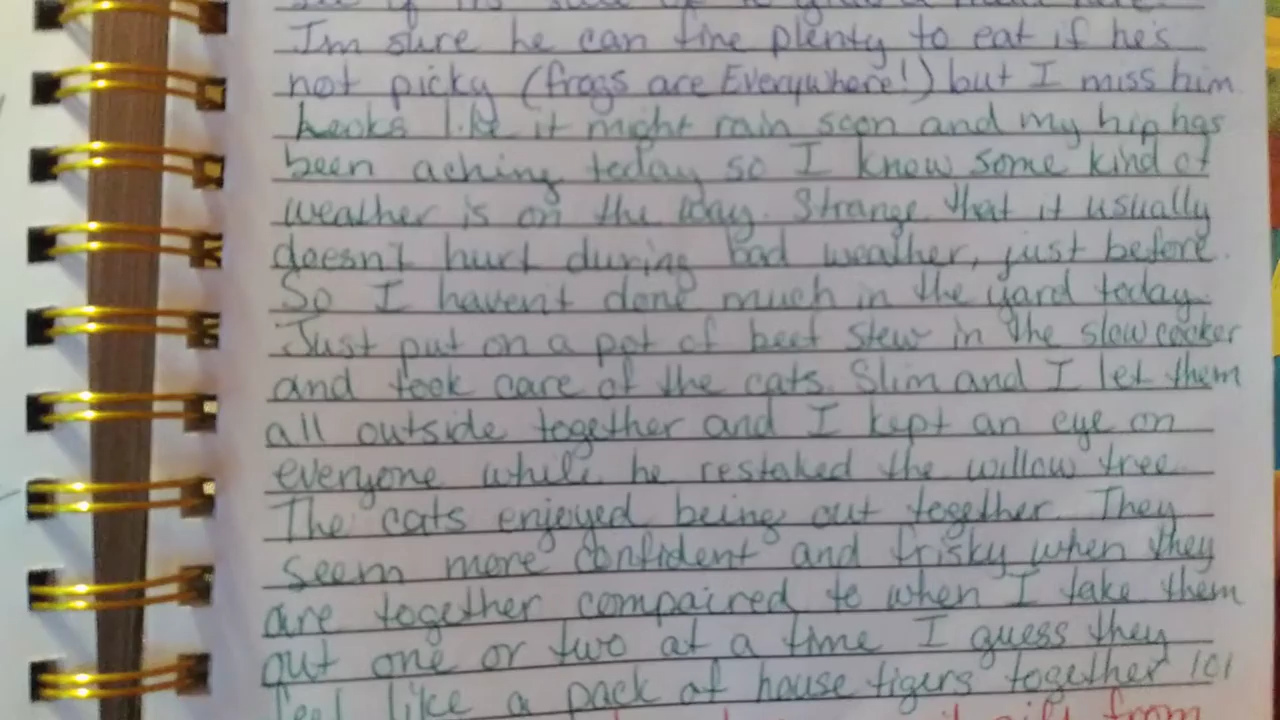 I'm sure he can fine plenty to eat if he's
not picky (frogs are Everywhere!) but I miss him
Looks like it might rain soon and my hip has
been aching today so I know some kind of
weather is on the way. Strange that it usually
doesn't hurt during bad weather, just before.
So I haven't done much in the yard today
Just put on a pot of beef stew in the slow cooker
and took care of the cats. Slim and I let them
all outside together and I kept an eye on
everyone while he restaked the willow tree.
The cats enjoyed being out together. They
seem more confident and frisky when they
are together compaired to when I take them
out one or two at a time I guess they
feel like a pack of house tigers together lol
gift from